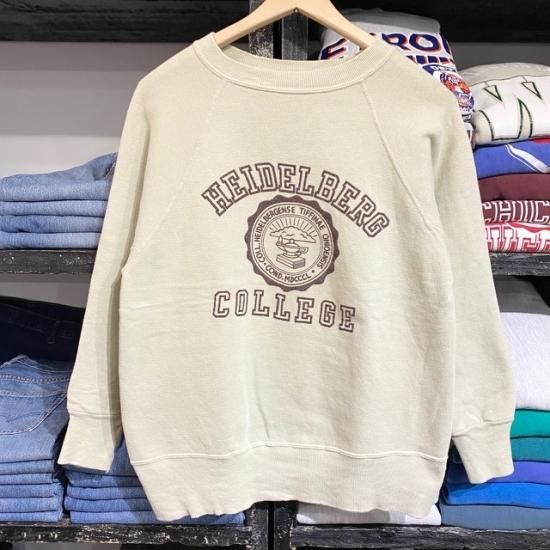 HEIDELBERG
COLL. HEIDELBERGENSE TIFFINAE OHIOENSIS
COND. MDCCCL
COLLEGE